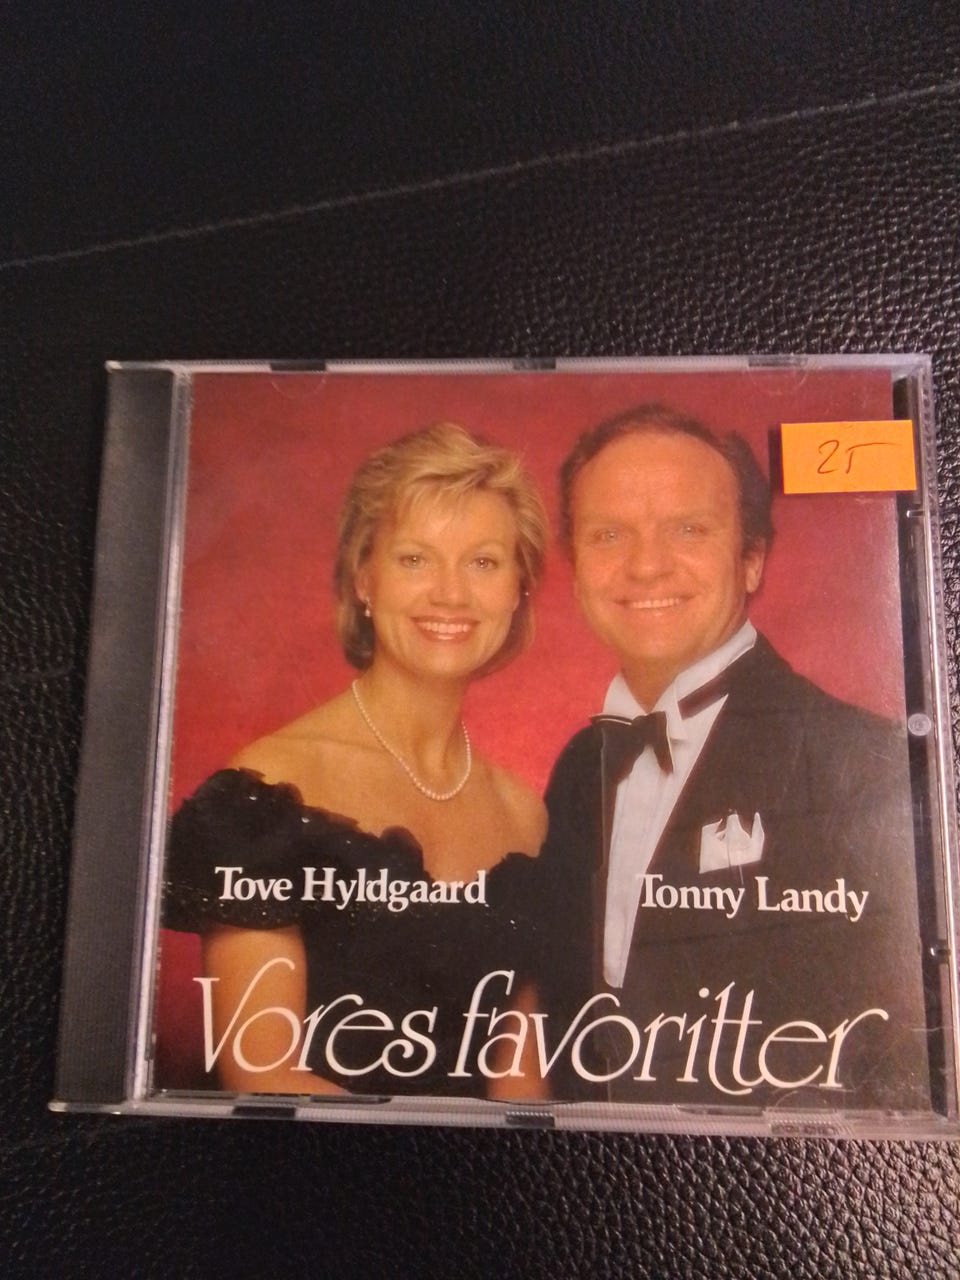 25
Tove Hyldgaard
Tonny Landy
Vores favoritter